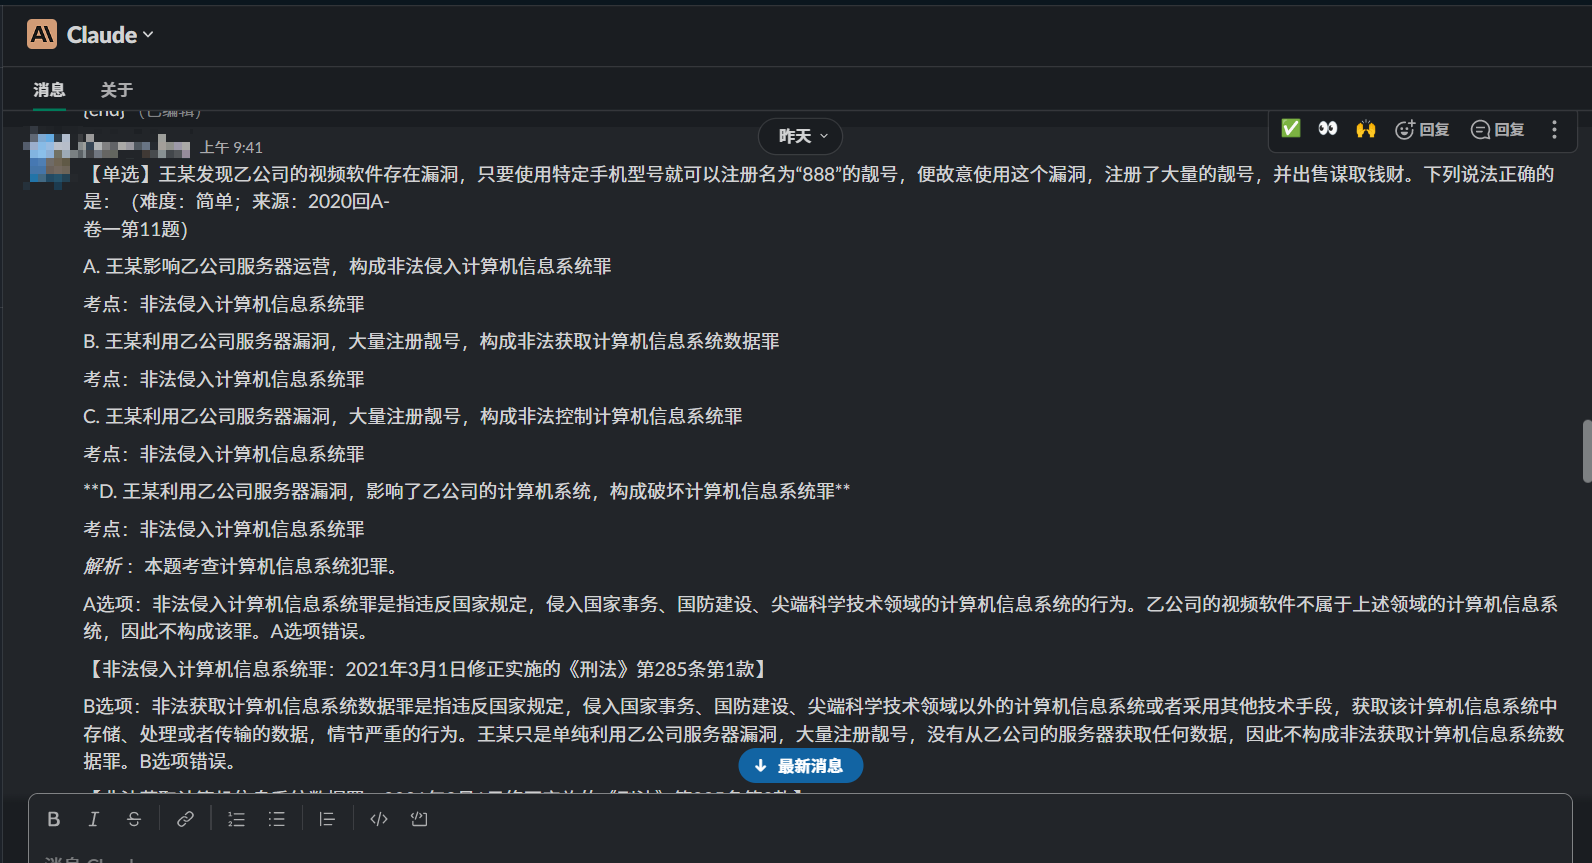 Claude
消息 关于
上午 9:41
昨天
回复 回复
【单选】王某发现乙公司的视频软件存在漏洞，只要使用特定手机型号就可以注册名为“888”的靓号，便故意使用这个漏洞，注册了大量的靓号，并出售谋取钱财。下列说法正确的
是：（难度：简单；来源：2020回A-
卷一第11题)
A. 王某影响乙公司服务器运营，构成非法侵入计算机信息系统罪
考点：非法侵入计算机信息系统罪
B. 王某利用乙公司服务器漏洞，大量注册靓号，构成非法获取计算机信息系统数据罪
考点：非法侵入计算机信息系统罪
C. 王某利用乙公司服务器漏洞，大量注册靓号，构成非法控制计算机信息系统罪
考点：非法侵入计算机信息系统罪
**D. 王某利用乙公司服务器漏洞，影响了乙公司的计算机系统，构成破坏计算机信息系统罪**
考点：非法侵入计算机信息系统罪
解析：本题考查计算机信息系统犯罪。
A选项：非法侵入计算机信息系统罪是指违反国家规定，侵入国家事务、国防建设、尖端科学技术领域的计算机信息系统的行为。乙公司的视频软件不属于上述领域的计算机信息系
统，因此不构成该罪。A选项错误。
【非法侵入计算机信息系统罪：2021年3月1日修正实施的《刑法》第285条第1款】
B选项：非法获取计算机信息系统数据罪是指违反国家规定，侵入国家事务、国防建设、尖端科学技术领域以外的计算机信息系统或者采用其他技术手段，获取该计算机信息系统中
存储、处理或者传输的数据，情节严重的行为。王某只是单纯利用乙公司服务器漏洞，大量注册靓号，没有从乙公司的服务器获取任何数据，因此不构成非法获取计算机信息系统数
据罪。B选项错误。
最新消息